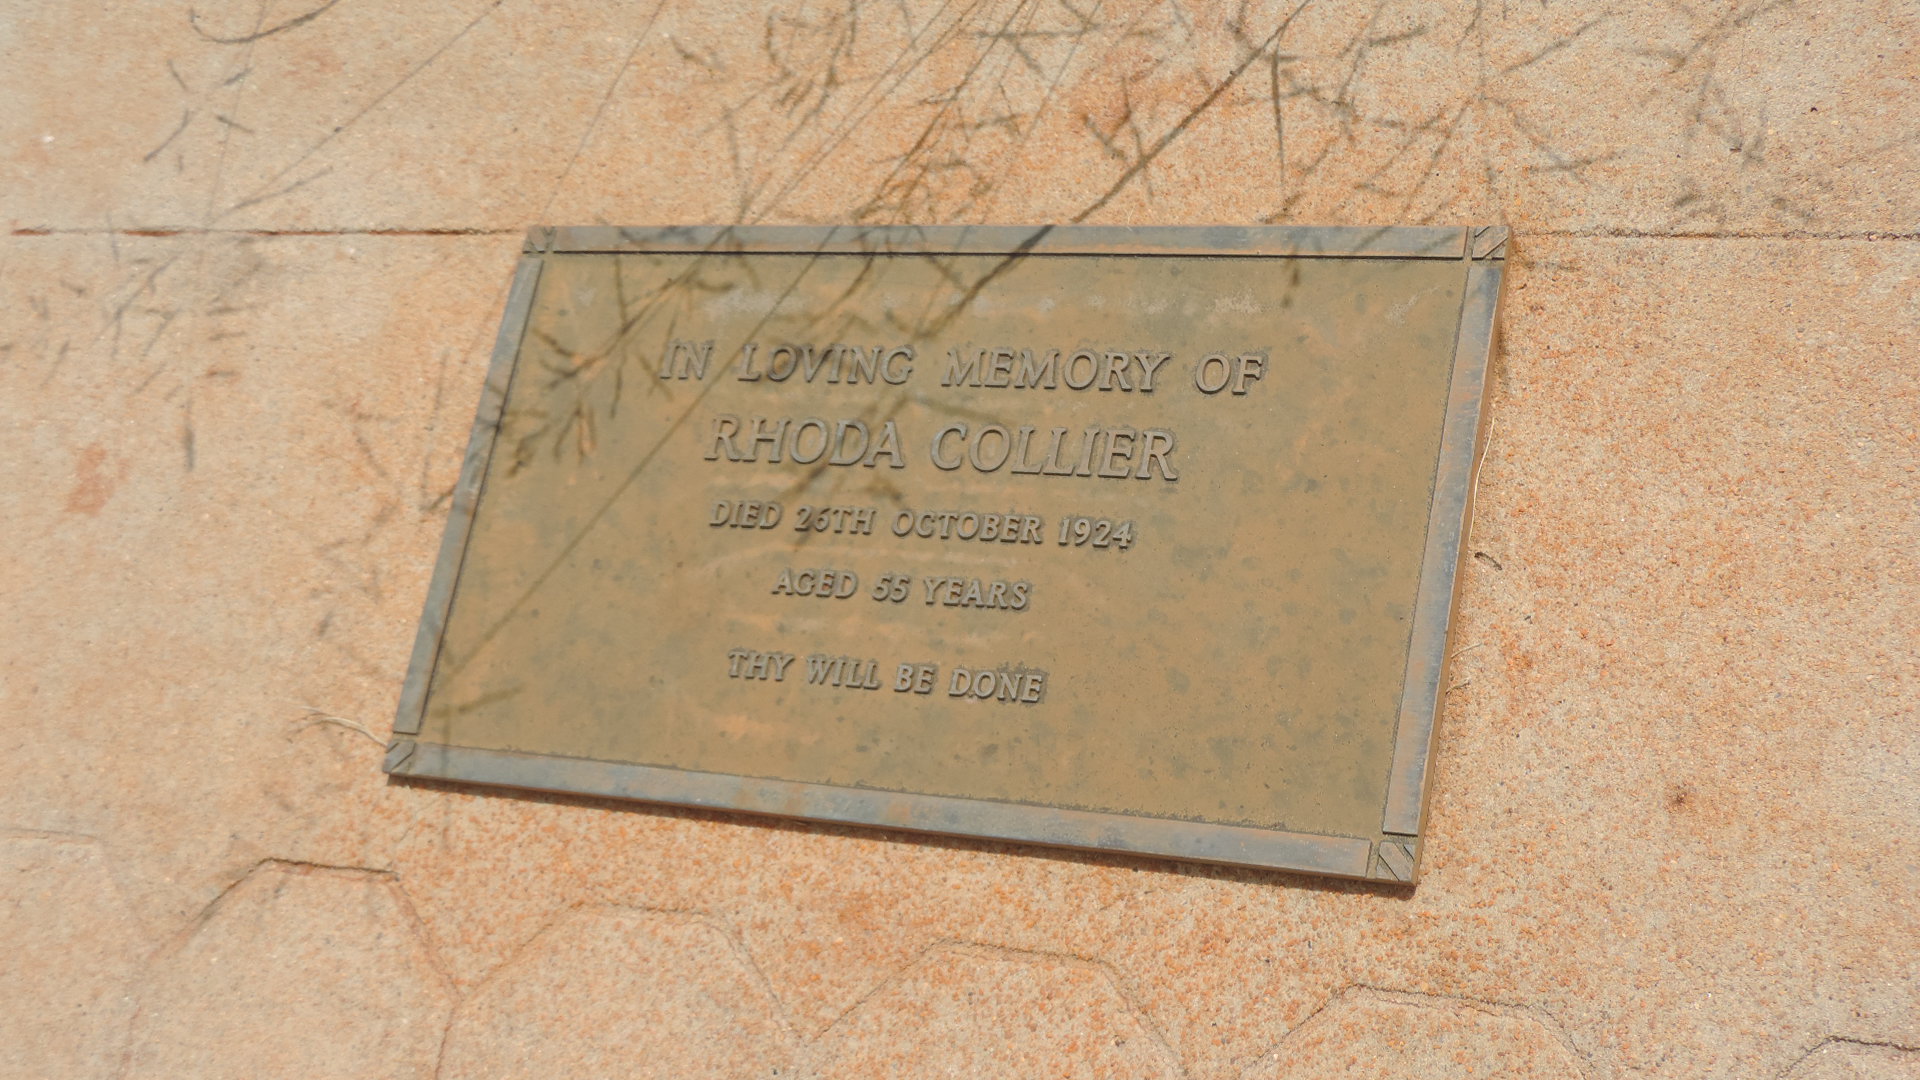 IN LOVING MEMORY OF
RHODA COLLIER
DIED 26TH OCTOBER 1924
AGED 55 YEARS
THY WILL BE DONE